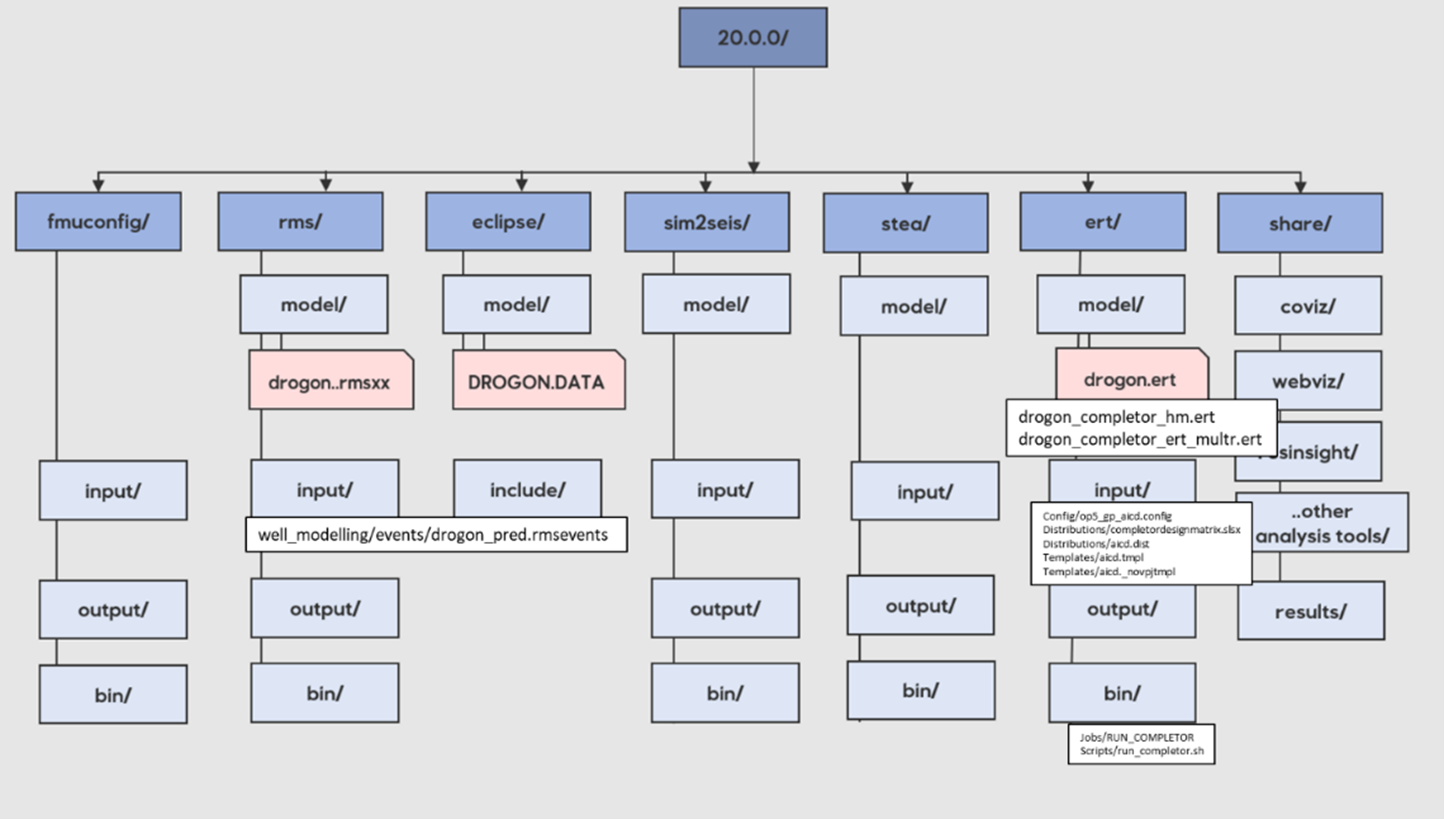 20.0.0/
fmuconfig/
rms/
eclipse/
sim2seis/
stea/
ert/
share/
model/
model/
model/
model/
model/
coviz/
drogon..rmsxx
DROGON.DATA
drogon.ert
webviz/
drogon_completor_hm.ert
drogon_completor_ert_multr.ert
sinsight/
input/
input/
include/
input/
input/
input/
..other
analysis tools/
well_modelling/events/drogon_pred.rmsevents
Config/op5_gp_aicd.config
Distributions/completordesignmatrix.slsx
Distributions/aicd.dist
Templates/aicd.tmpl
Templates/aicd._novpjtmpl
output/
output/
output/
output/
output/
results/
bin/
bin/
bin/
bin/
bin/
Jobs/RUN_COMPLETOR
Scripts/run_completor.sh